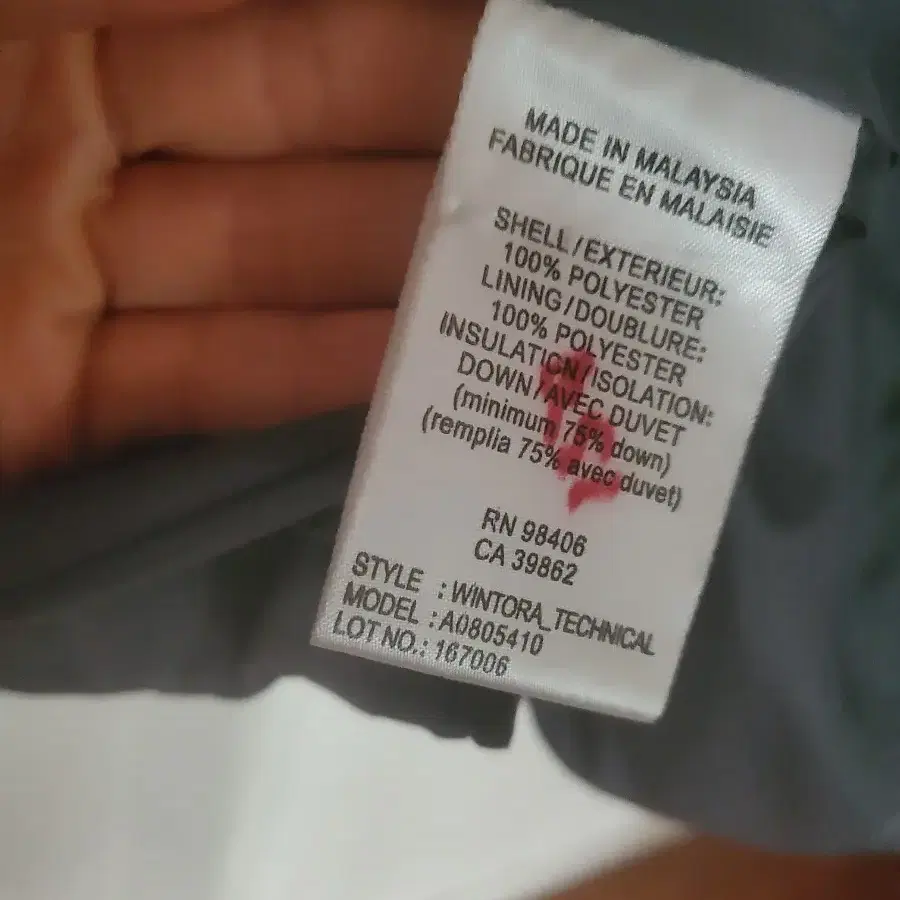 MADE IN MALAYSIA
FABRIQUE EN MALAISIE
SHELL/EXTERIEUR:
100% POLYESTER
LINING/DOUBLURE:
100% POLYESTER
INSULATION/ISOLATION:
DOWN/AVEC DUVET
(minimum 75% down)
(remplia 75% avec duvet)
RN 98406
CA 39862
STYLE : WINTORA_TECHNICAL
MODEL : A0805410
LOT NO.: 167006